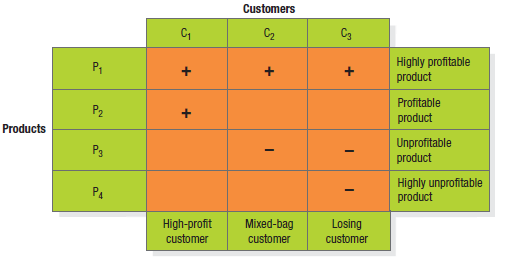 Customers
C1 C2 C3
P1 + + + Highly profitable
product
P2 + Profitable
product
Products
P3 – – Unprofitable
product
P4 – Highly unprofitable
product
High-profit Mixed-bag Losing
customer customer customer